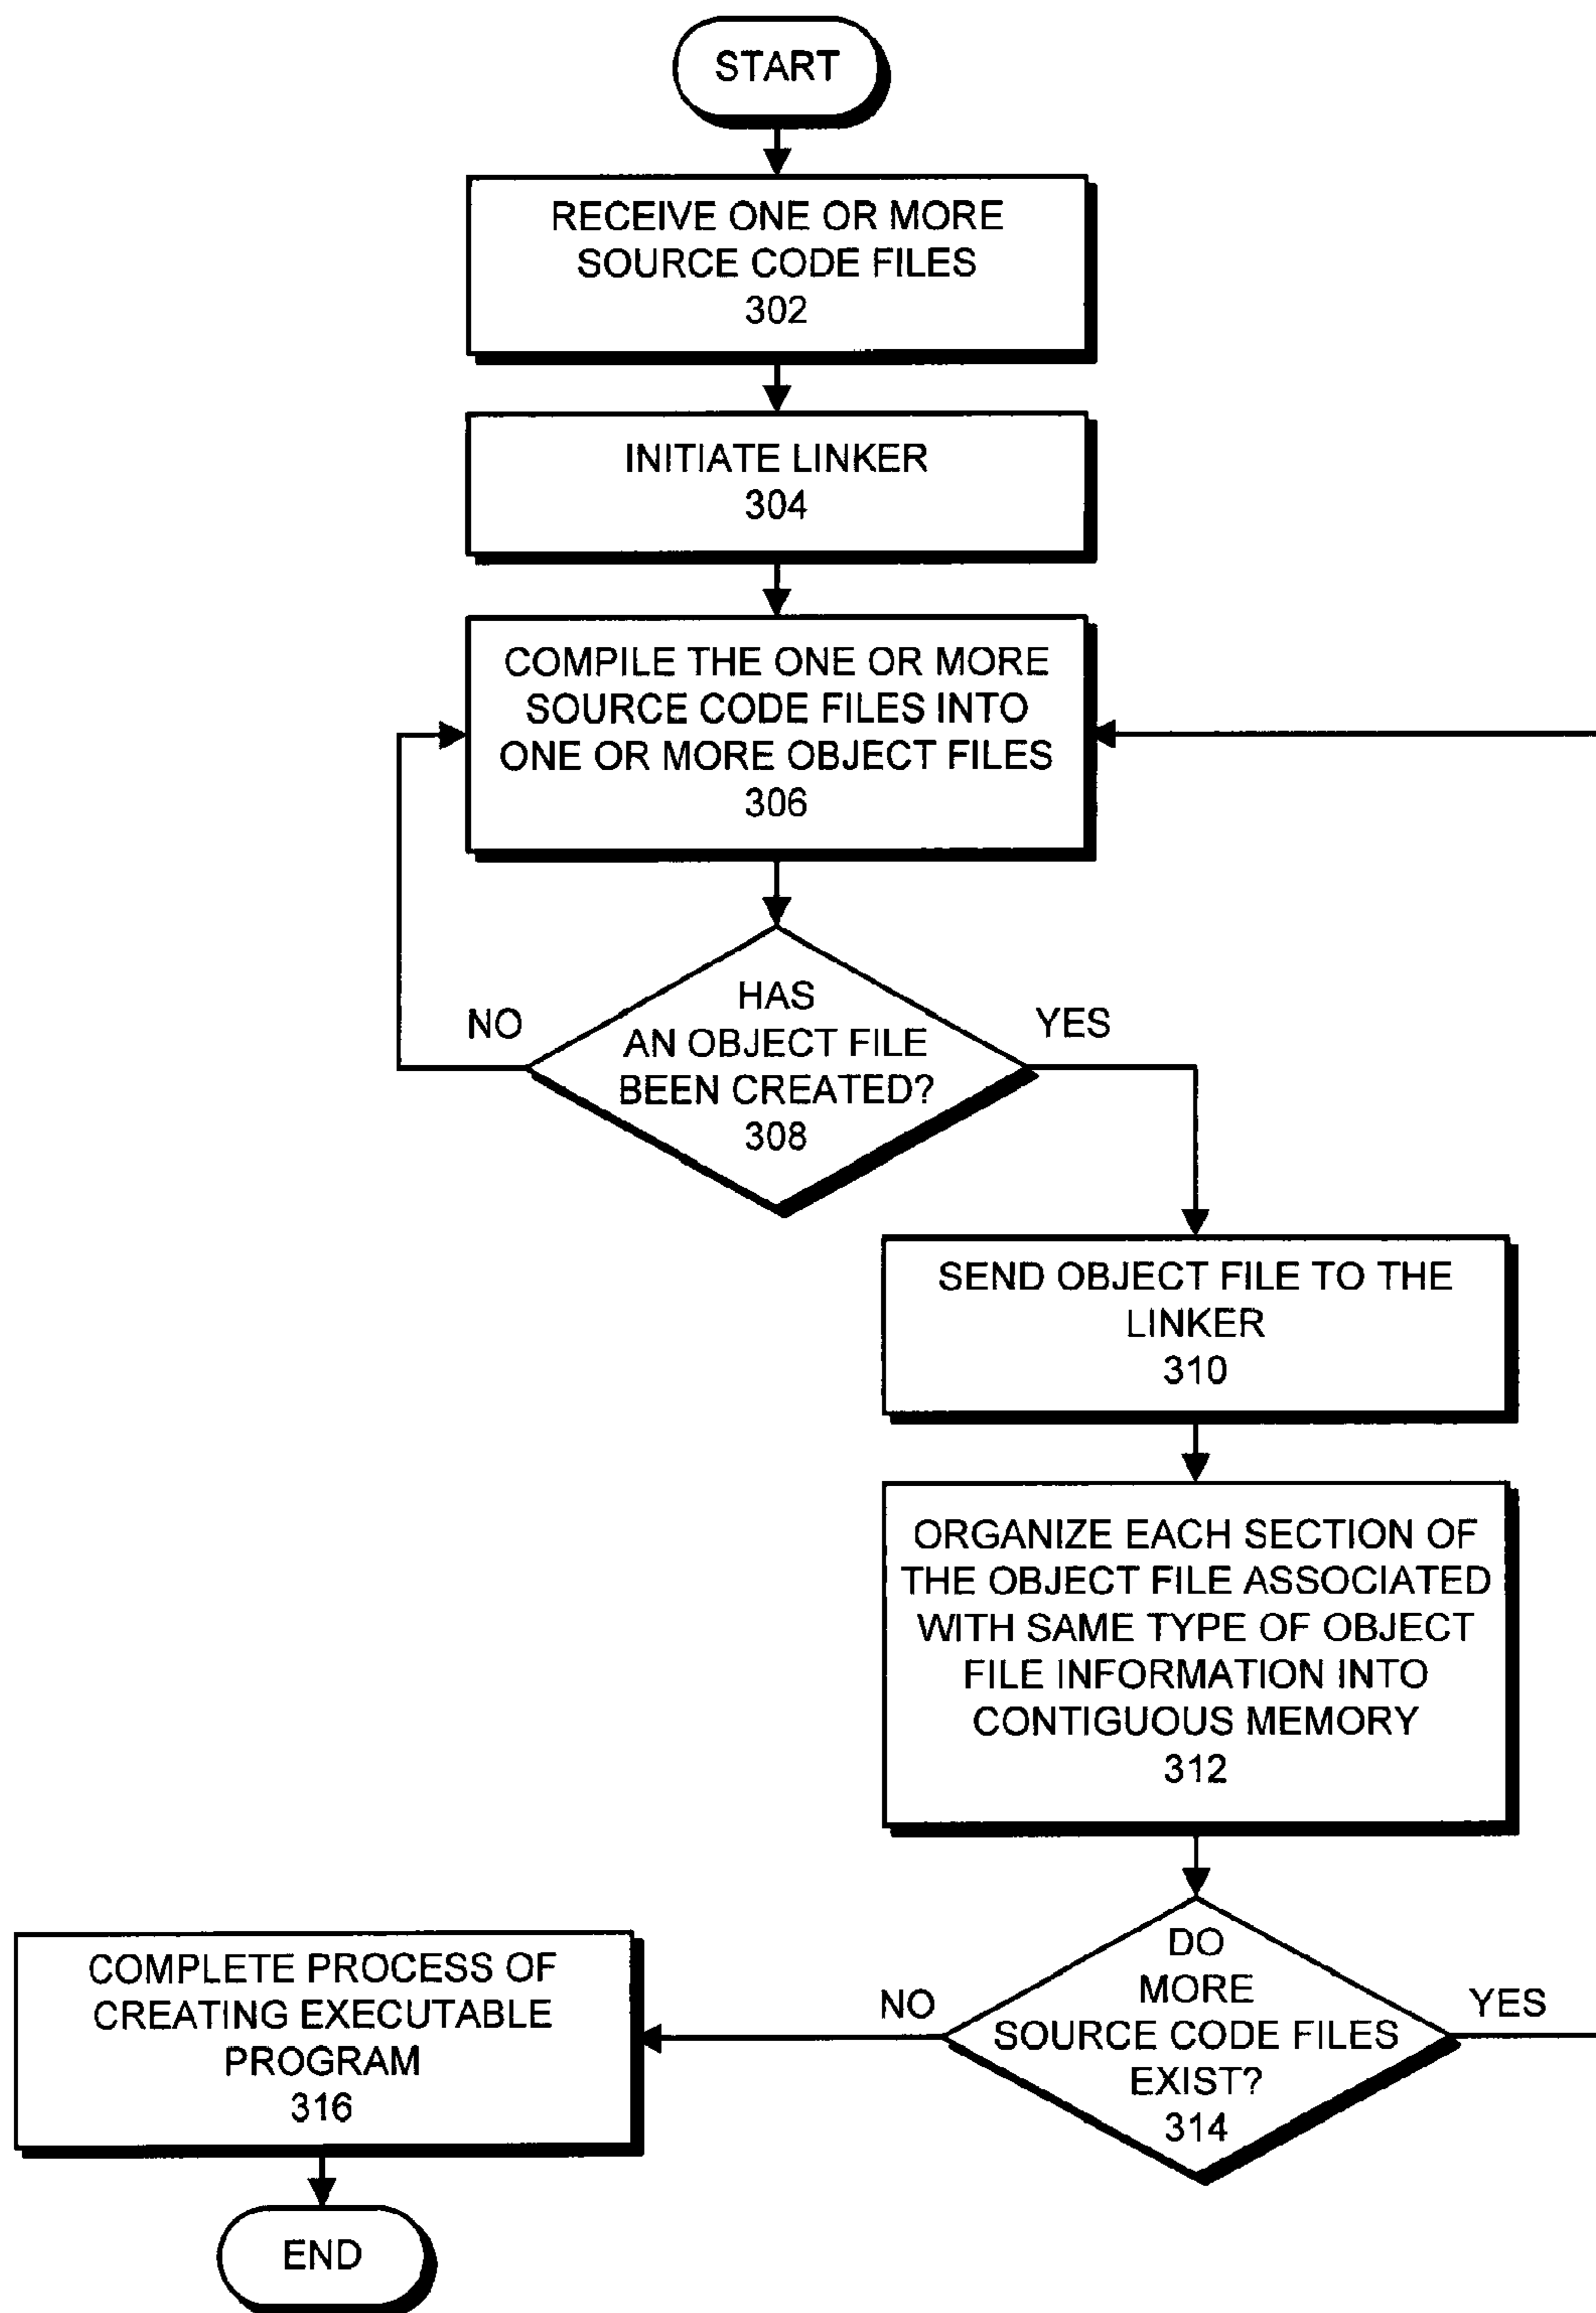 START
RECEIVE ONE OR MORE
SOURCE CODE FILES
302
INITIATE LINKER
304
COMPILE THE ONE OR MORE
SOURCE CODE FILES INTO
ONE OR MORE OBJECT FILES
306
HAS
AN OBJECT FILE
BEEN CREATED?
308
NO
YES
SEND OBJECT FILE TO THE
LINKER
310
ORGANIZE EACH SECTION OF
THE OBJECT FILE ASSOCIATED
WITH SAME TYPE OF OBJECT
FILE INFORMATION INTO
CONTIGUOUS MEMORY
312
DO
MORE
SOURCE CODE FILES
EXIST?
314
NO
YES
COMPLETE PROCESS OF
CREATING EXECUTABLE
PROGRAM
316
END